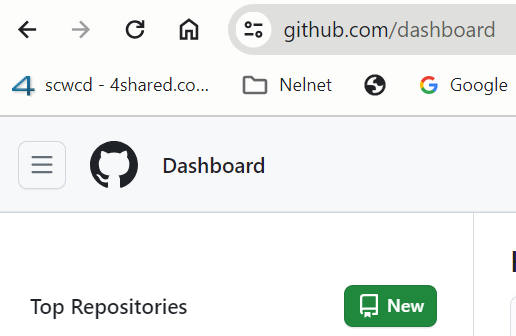 github.com/dashboard
scwcd - 4shared.co... Nelnet Google
Dashboard
Top Repositories New